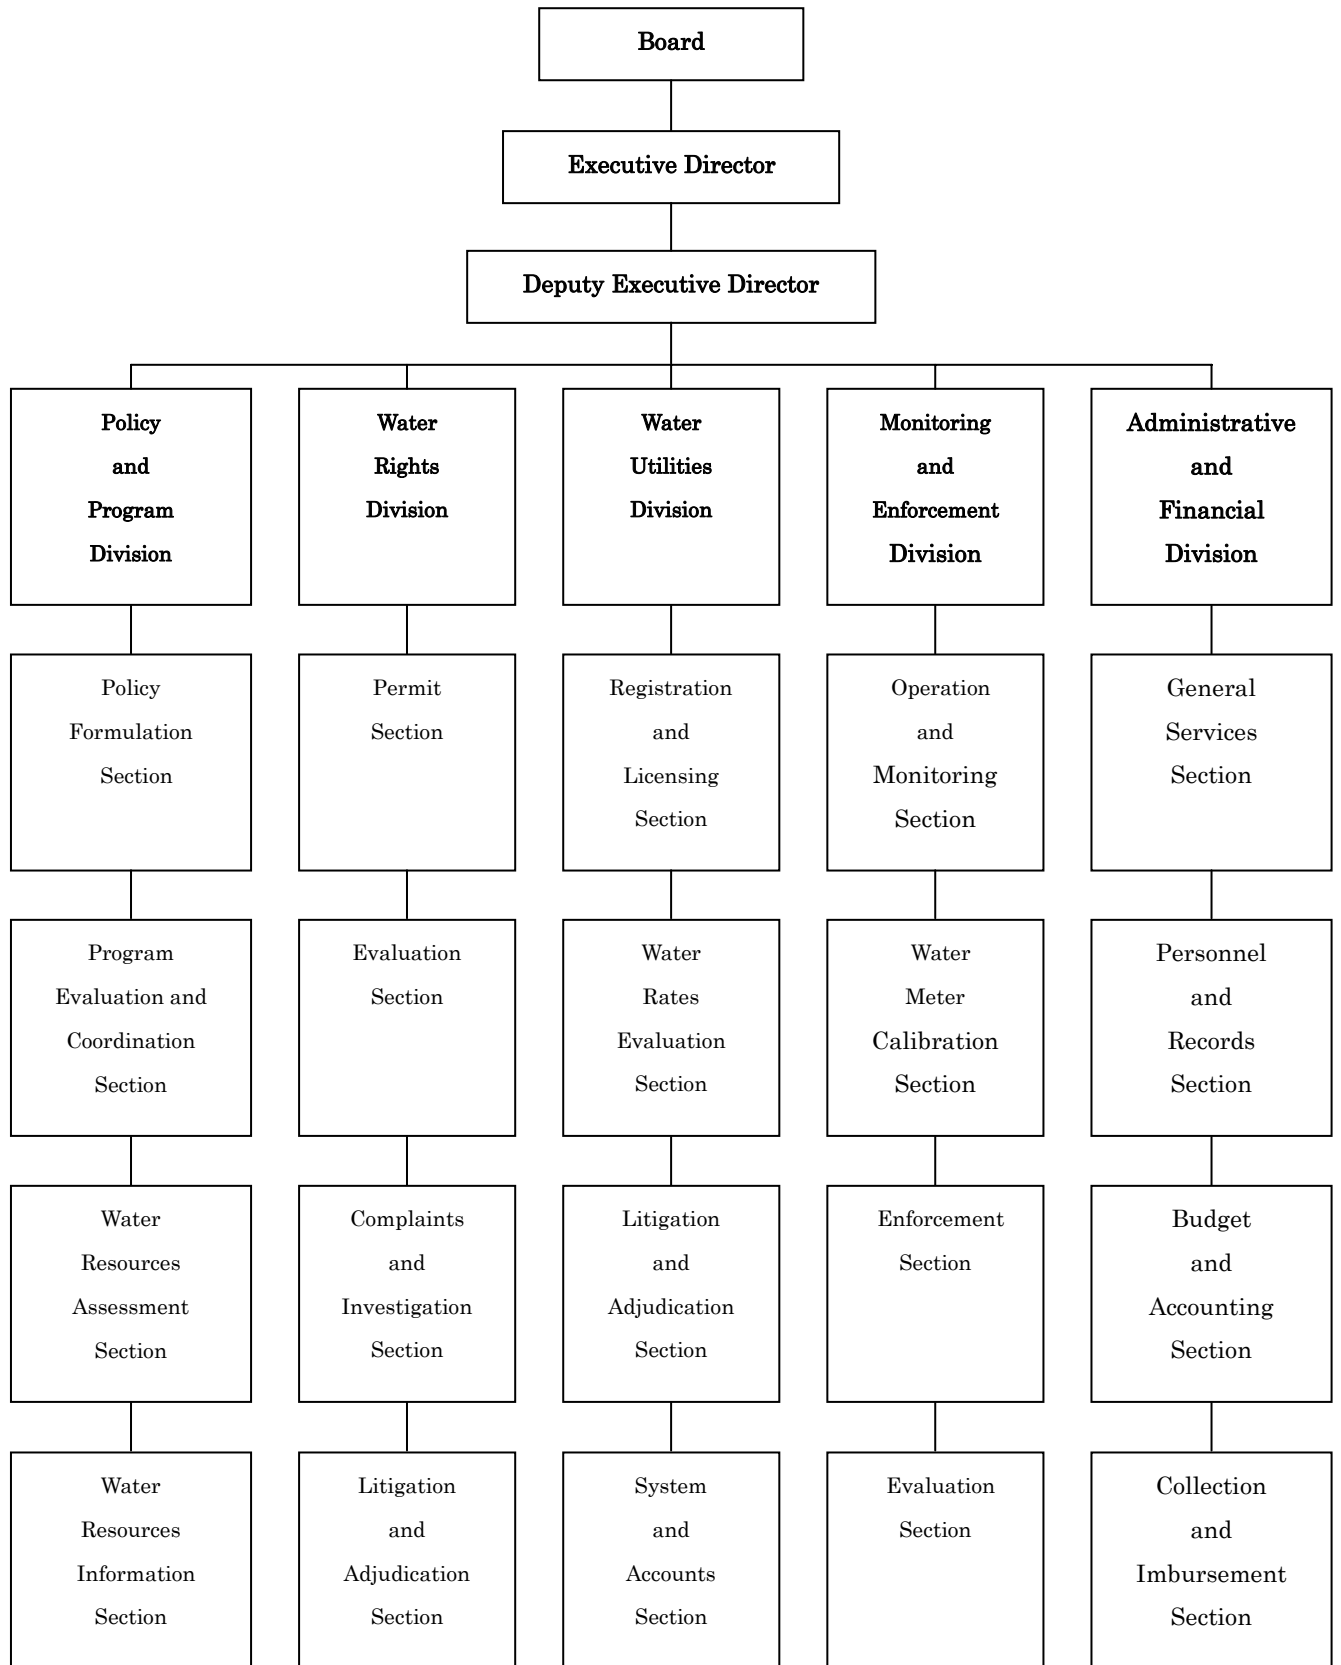 Board
Executive Director
Deputy Executive Director
Policy
and
Program
Division
Water
Rights
Division
Water
Utilities
Division
Monitoring
and
Enforcement
Division
Administrative
and
Financial
Division
Policy
Formulation
Section
Permit
Section
Registration
and
Licensing
Section
Operation
and
Monitoring
Section
General
Services
Section
Program
Evaluation and
Coordination
Section
Evaluation
Section
Water
Rates
Evaluation
Section
Water
Meter
Calibration
Section
Personnel
and
Records
Section
Water
Resources
Assessment
Section
Complaints
and
Investigation
Section
Litigation
and
Adjudication
Section
Enforcement
Section
Budget
and
Accounting
Section
Water
Resources
Information
Section
Litigation
and
Adjudication
Section
System
and
Accounts
Section
Evaluation
Section
Collection
and
Imbursement
Section